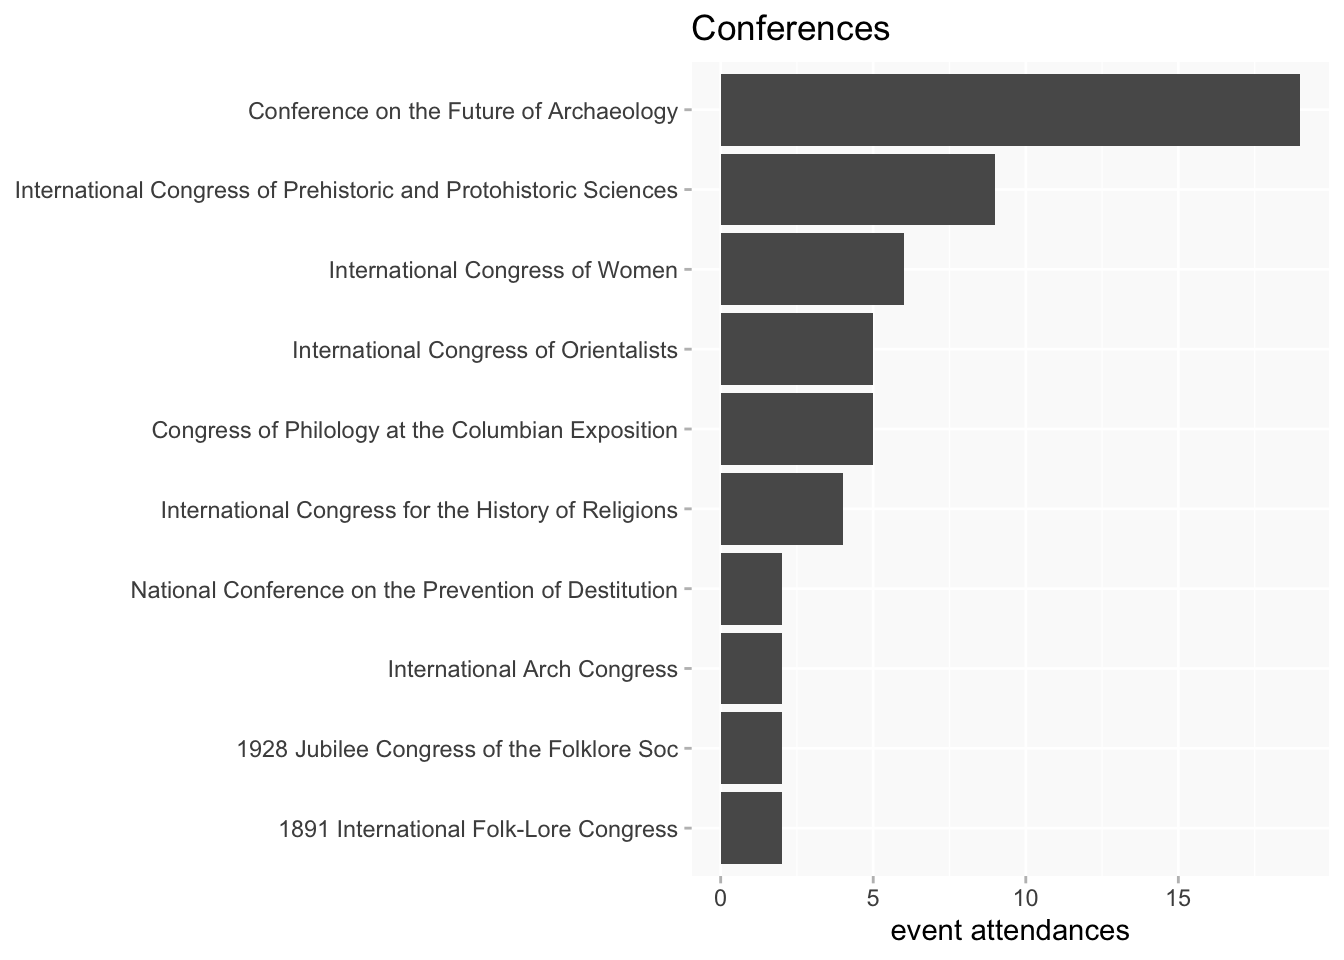 Conferences
Conference on the Future of Archaeology
International Congress of Prehistoric and Protohistoric Sciences
International Congress of Women
International Congress of Orientalists
Congress of Philology at the Columbian Exposition
International Congress for the History of Religions
National Conference on the Prevention of Destitution
International Arch Congress
1928 Jubilee Congress of the Folklore Soc
1891 International Folk-Lore Congress
0 5 10 15
event attendances